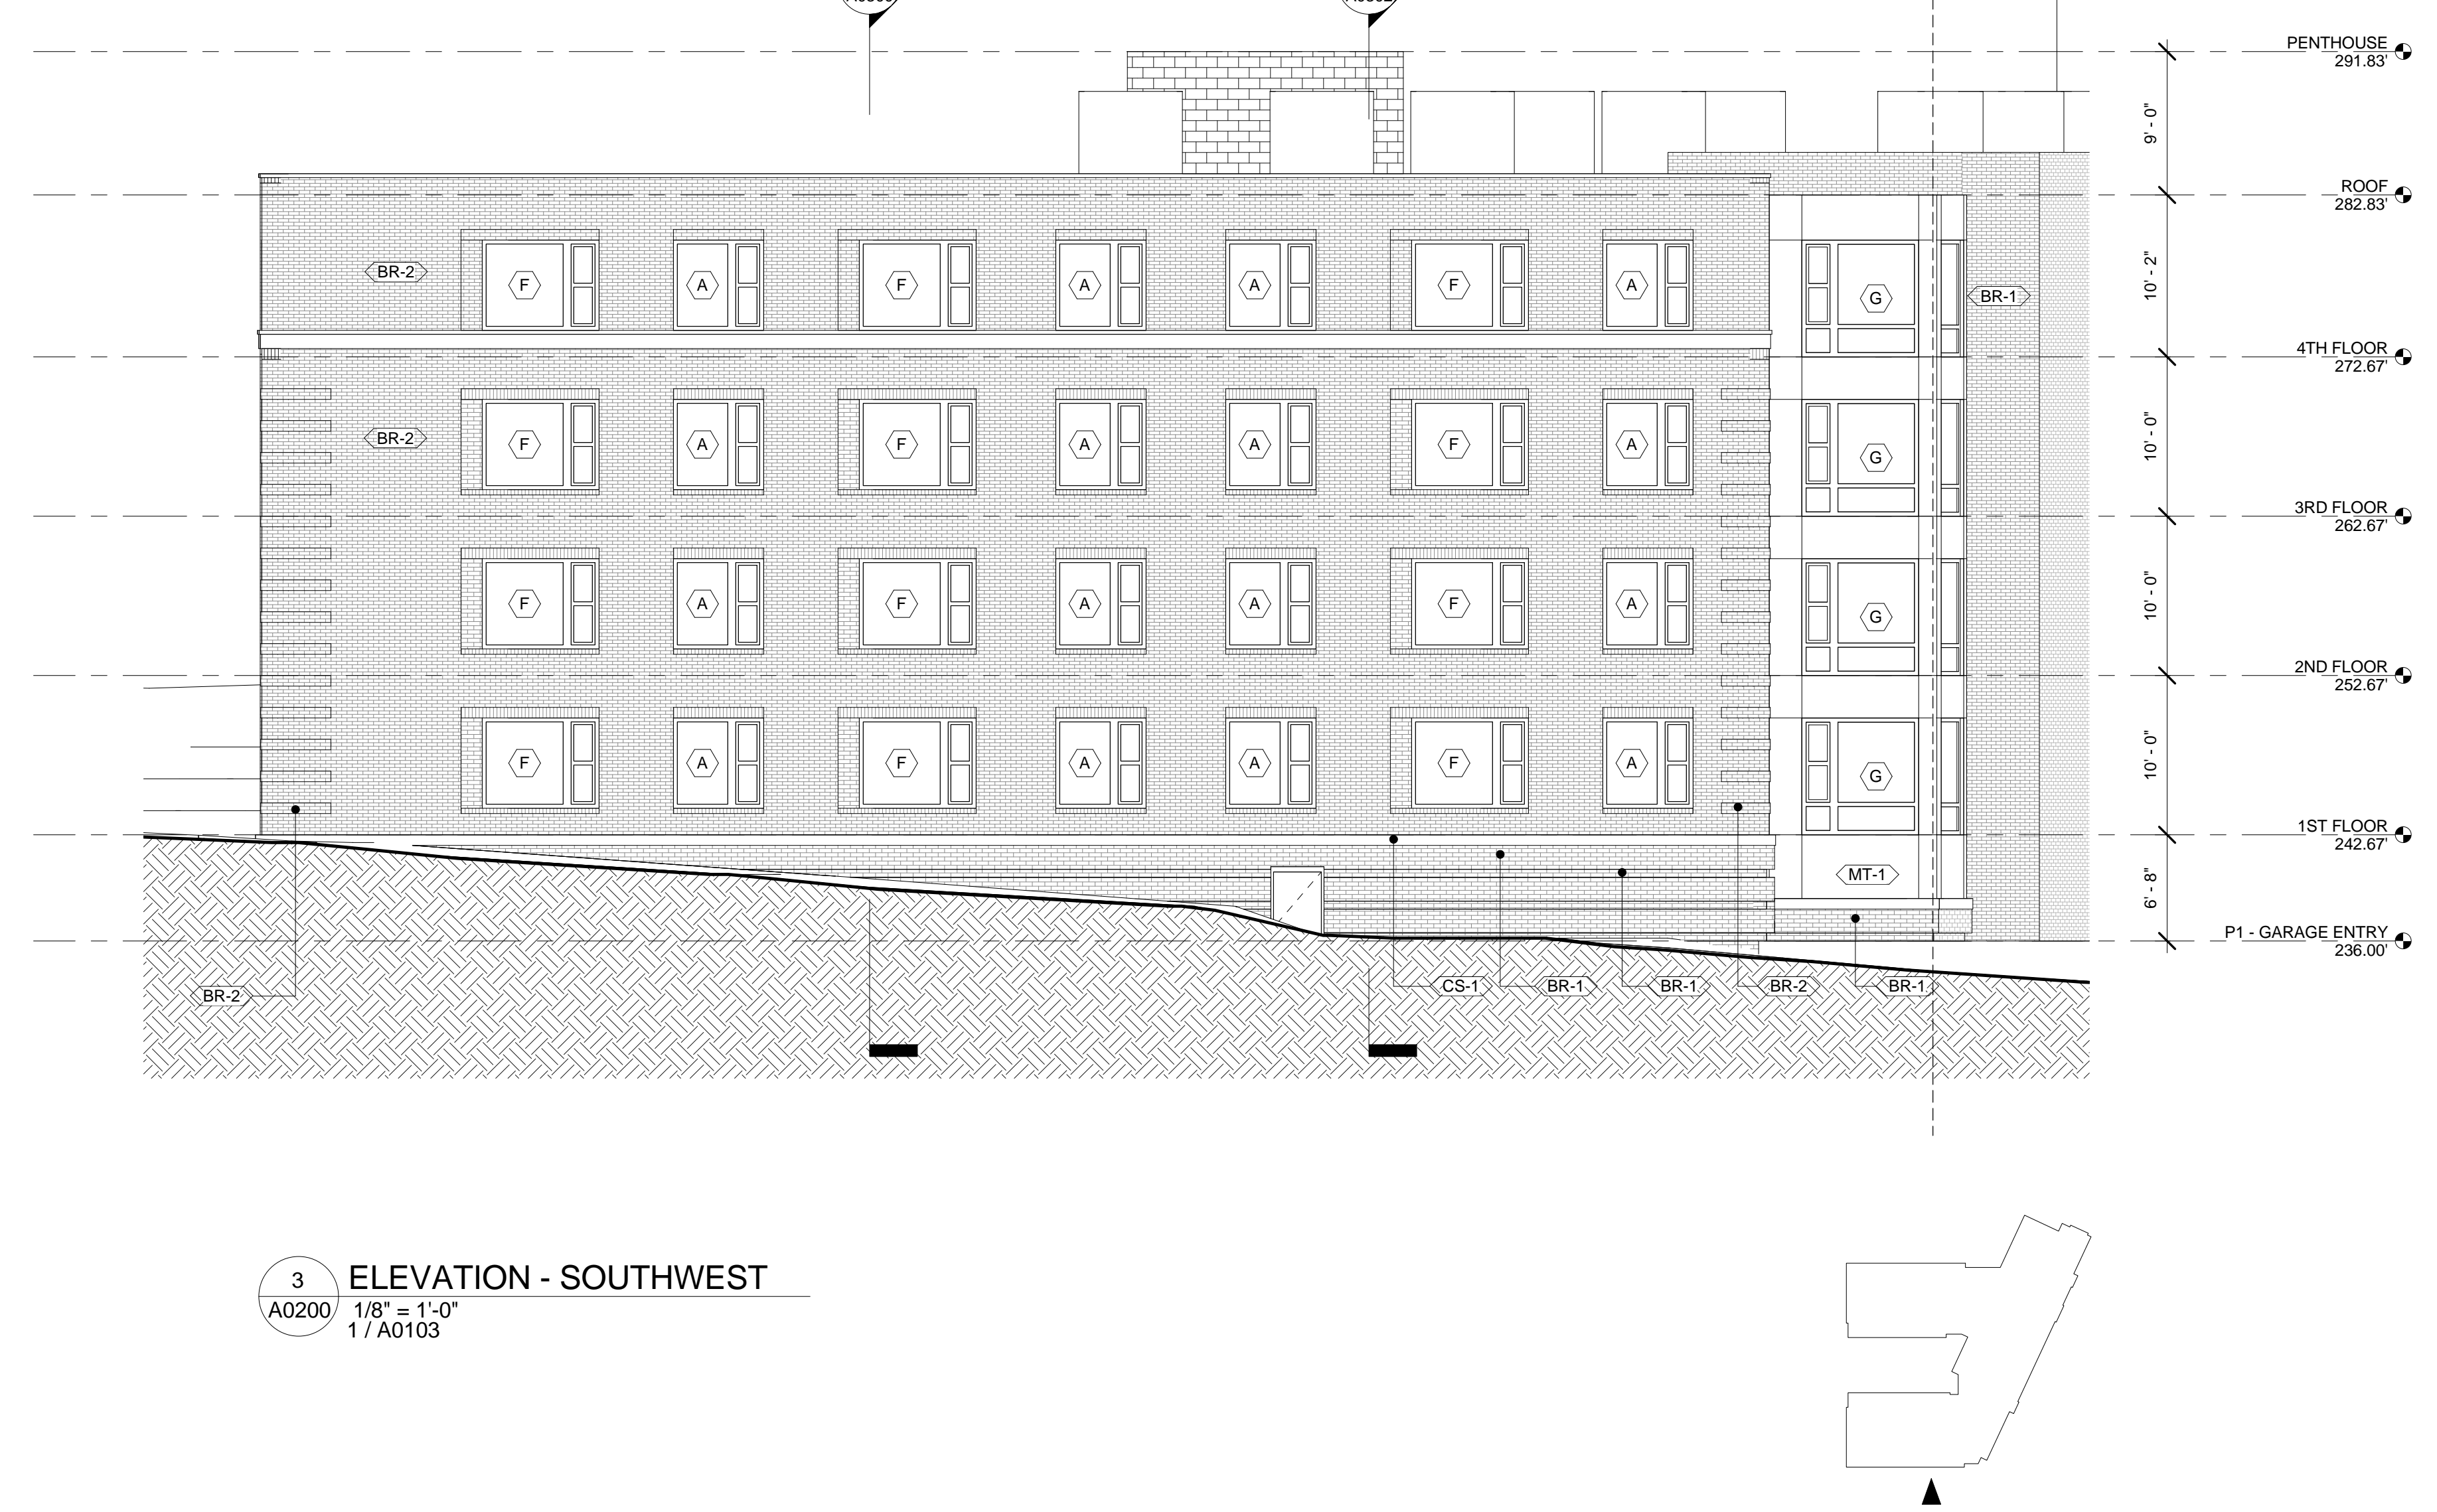 PENTHOUSE
291.83'
9' - 0"
ROOF
282.83'
BR-2
F A F A A F A G
BR-1
10' - 2"
4TH FLOOR
272.67'
BR-2
F A F A A F A G
10' - 0"
3RD FLOOR
262.67'
F A F A A F A G
10' - 0"
2ND FLOOR
252.67'
F A F A A F A G
10' - 0"
1ST FLOOR
242.67'
MT-1
6' - 8"
P1 - GARAGE ENTRY
236.00'
BR-2
CS-1
BR-1
BR-1
BR-2
BR-1
3
A0200
ELEVATION - SOUTHWEST
1/8" = 1'-0"
1 / A0103